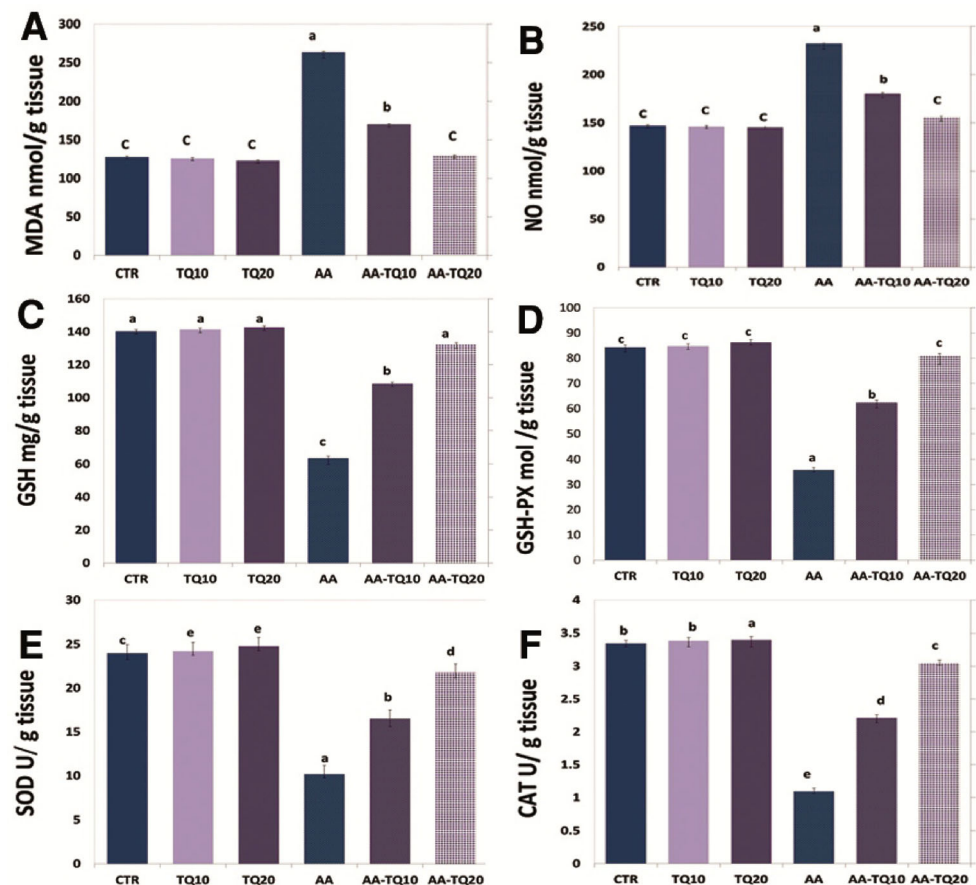 A
MDA nmol/g tissue
300
250
200
150
100
50
0
C C C a b C
CTR TQ10 TQ20 AA AA-TQ10 AA-TQ20
B
NO nmol/g tissue
250
200
150
100
50
0
C C C a b C
CTR TQ10 TQ20 AA AA-TQ10 AA-TQ20
C
GSH mg/g tissue
160
140
120
100
80
60
40
20
0
a a a c b a
CTR TQ10 TQ20 AA AA-TQ10 AA-TQ20
D
GSH-PX mol /g tissue
100
90
80
70
60
50
40
30
20
10
0
c c c a b c
CTR TQ10 TQ20 AA AA-TQ10 AA-TQ20
E
SOD U/ g tissue
30
25
20
15
10
5
0
c e e a b d
CTR TQ10 TQ20 AA AA-TQ10 AA-TQ20
F
CAT U/ g tissue
4
3.5
3
2.5
2
1.5
1
0.5
0
b b a e d c
CTR TQ10 TQ20 AA AA-TQ10 AA-TQ20